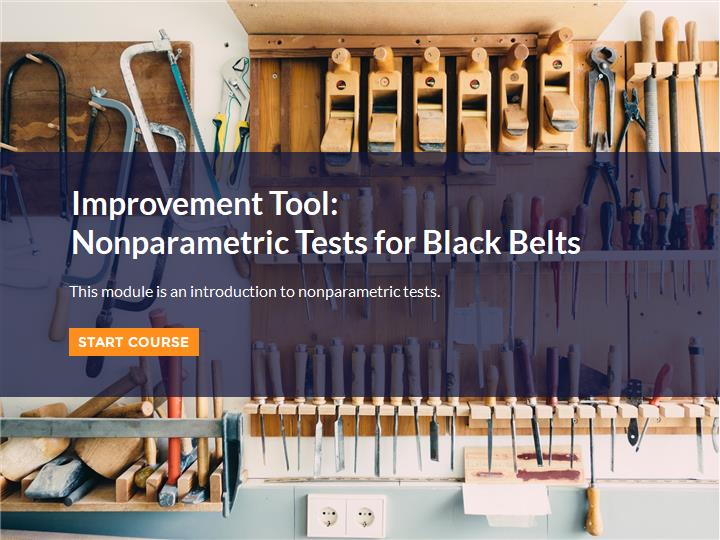 Improvement Tool:
Nonparametric Tests for Black Belts
This module is an introduction to nonparametric tests.
START COURSE